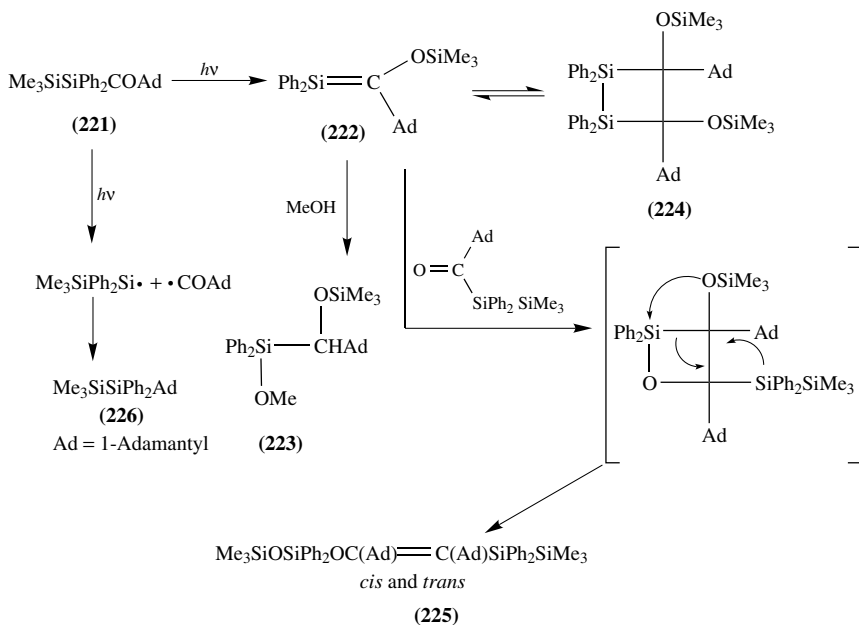 Me3SiSiPh2COAd
(221)
hν
Ph2Si
C
OSiMe3
Ad
(222)
OSiMe3
Ph2Si
Ad
Ph2Si
OSiMe3
Ad
(224)
hν
MeOH
Me3SiPh2Si• + •COAd
Me3SiSiPh2Ad
(226)
Ad = 1-Adamantyl
OSiMe3
Ph2Si
CHAd
OMe
(223)
Ad
O
C
SiPh2 SiMe3
OSiMe3
Ph2Si
Ad
O
SiPh2SiMe3
Ad
Me3SiOSiPh2OC(Ad)═C(Ad)SiPh2SiMe3
cis and trans
(225)